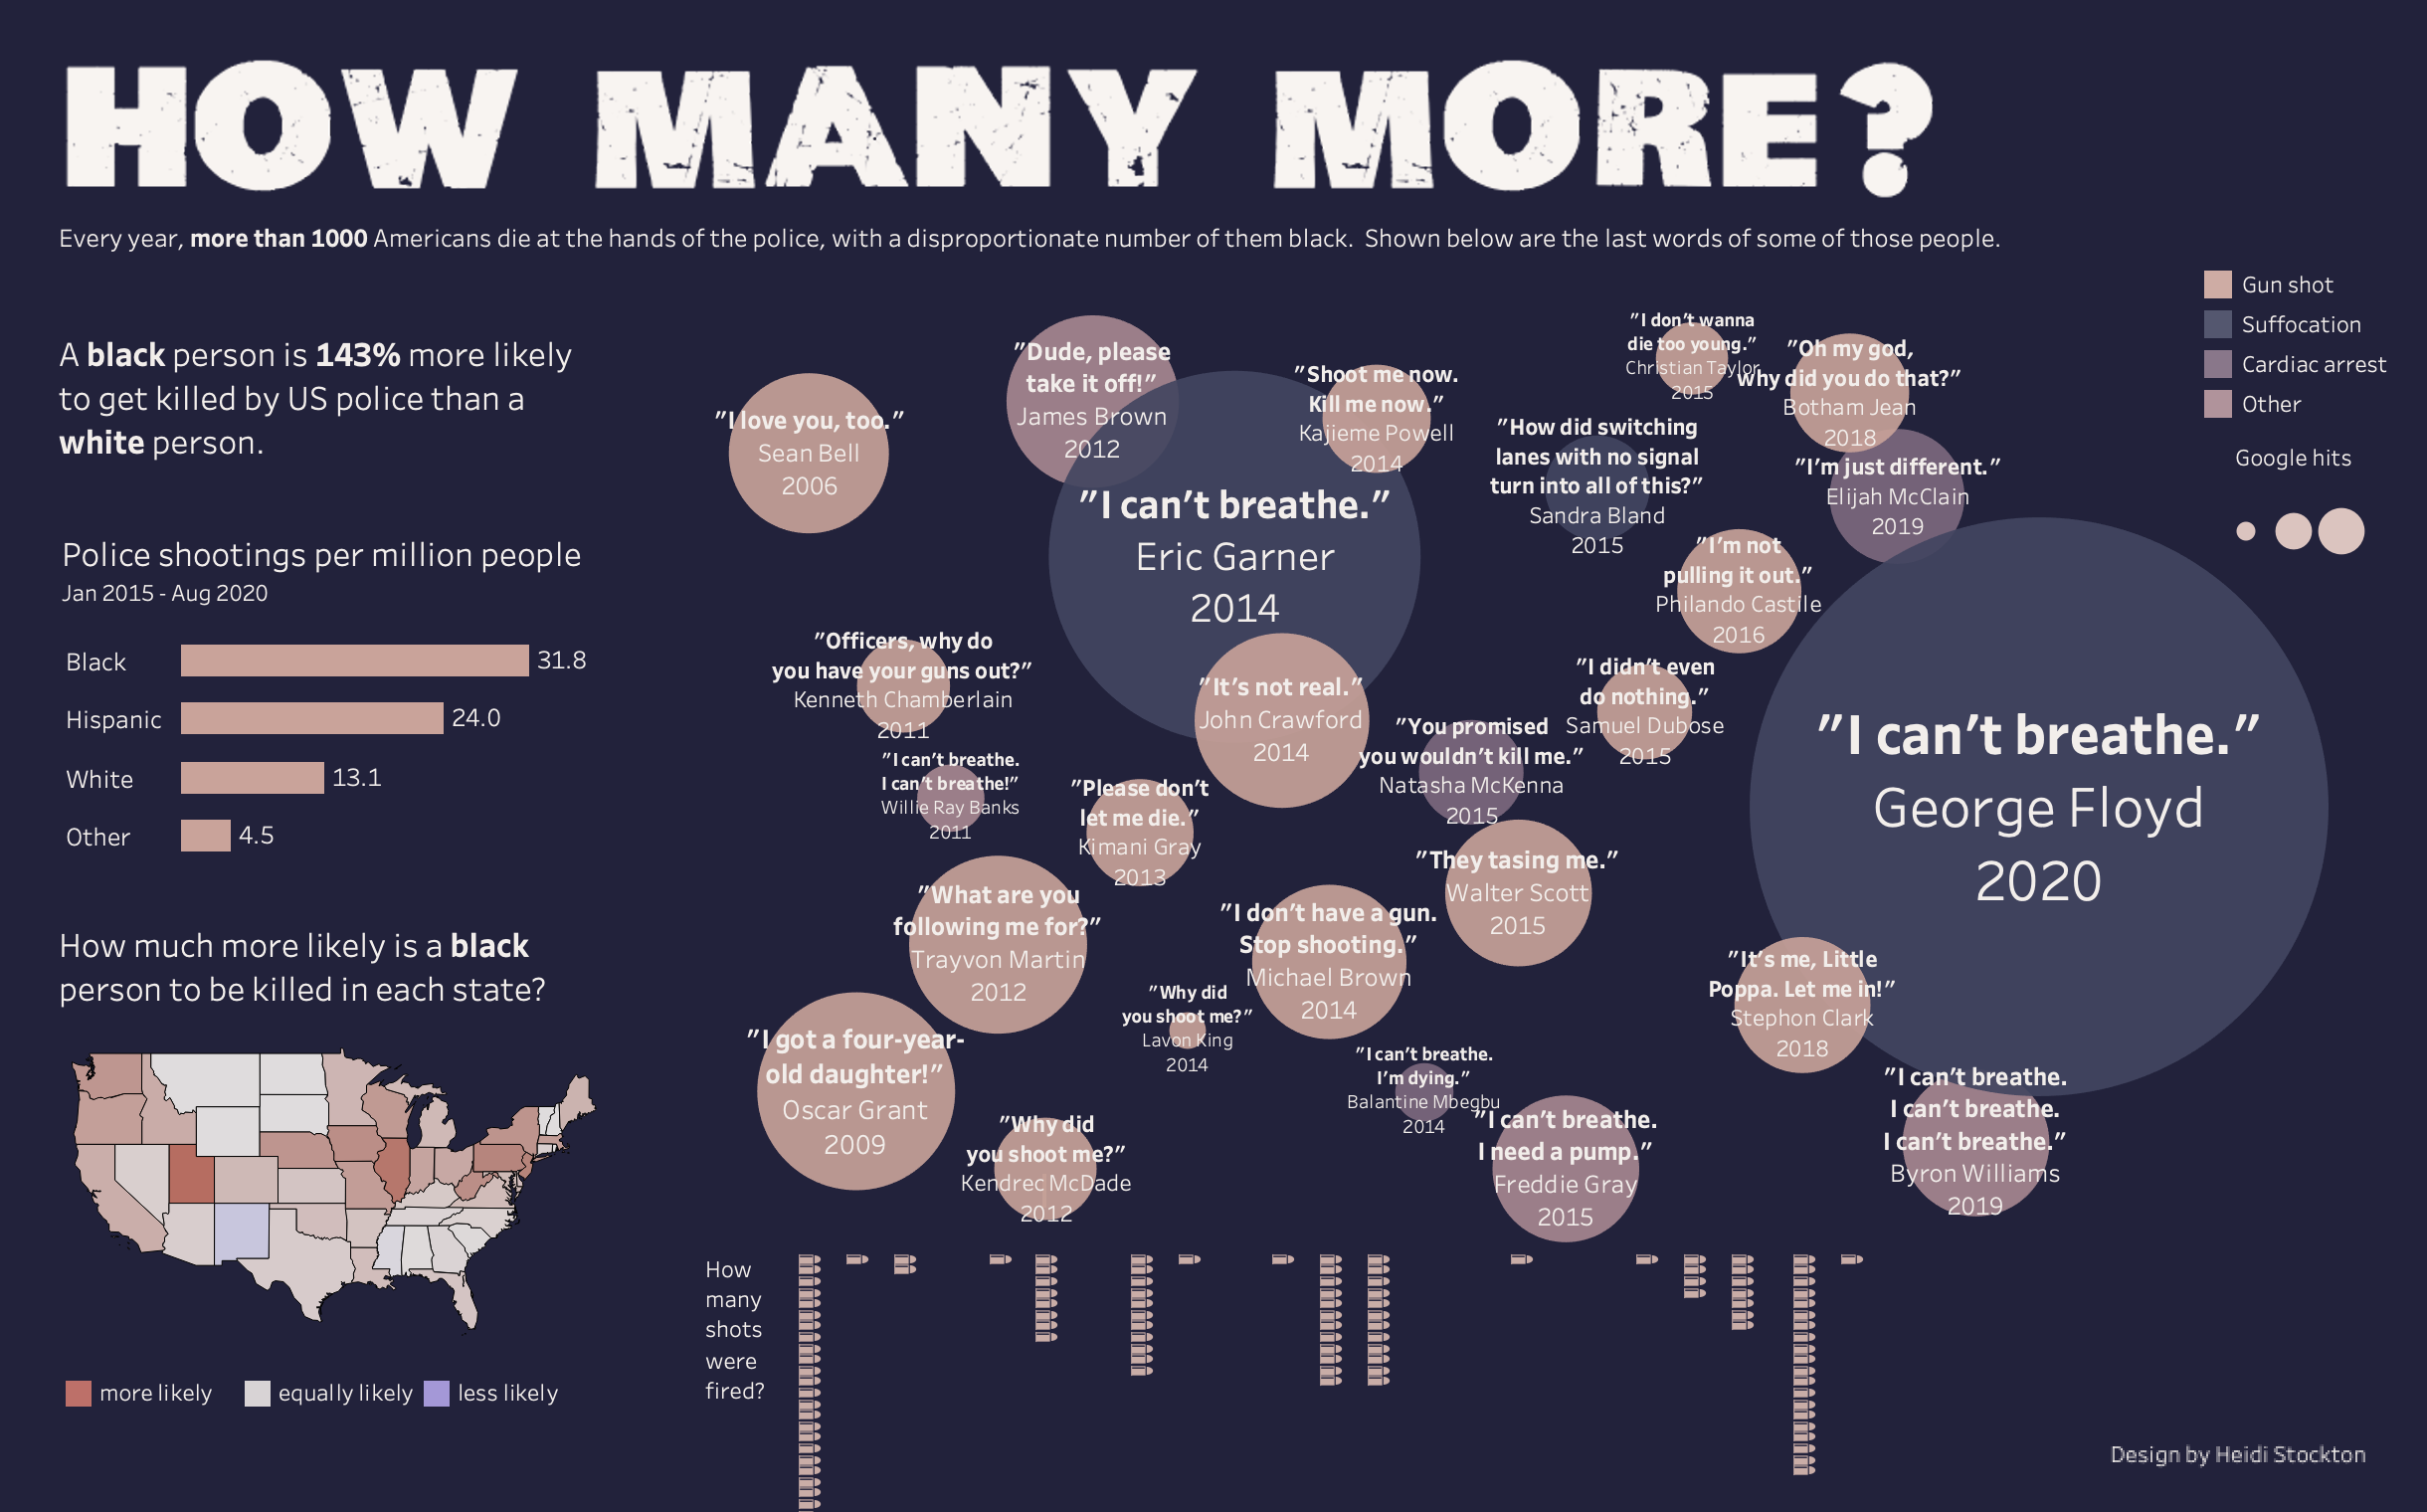 HOW MANY MORE?
Every year, more than 1000 Americans die at the hands of the police, with a disproportionate number of them black.  Shown below are the last words of some of those people.
A black person is 143% more likely
to get killed by US police than a
white person.
Police shootings per million people
Jan 2015 - Aug 2020
Black 31.8
Hispanic 24.0
White 13.1
Other 4.5
How much more likely is a black
person to be killed in each state?
more likely
equally likely
less likely
"I love you, too."
Sean Bell
2006
"Dude, please
take it off!"
James Brown
2012
"Shoot me now.
Kill me now."
Kajieme Powell
2014
"I can't breathe."
Eric Garner
2014
"I don't wanna
die too young."
Christian Taylor
2015
"Oh my god,
why did you do that?"
Botham Jean
2018
"How did switching
lanes with no signal
turn into all of this?"
Sandra Bland
2015
"I'm just different."
Elijah McClain
2019
"I'm not
pulling it out."
Philando Castile
2016
"Officers, why do
you have your guns out?"
Kenneth Chamberlain
2011
"It's not real."
John Crawford
2014
"I didn't even
do nothing."
Samuel Dubose
2015
"You promised
you wouldn't kill me."
Natasha McKenna
2015
"I can't breathe.
I can't breathe!"
Willie Ray Banks
2011
"Please don't
let me die."
Kimani Gray
2013
"I can't breathe."
George Floyd
2020
"They tasing me."
Walter Scott
2015
"What are you
following me for?"
Trayvon Martin
2012
"I don't have a gun.
Stop shooting."
Michael Brown
2014
"It's me, Little
Poppa. Let me in!"
Stephon Clark
2018
"Why did
you shoot me?"
Lavon King
2014
"I got a four-year-
old daughter!"
Oscar Grant
2009
"I can't breathe.
I'm dying."
Balantine Mbegbu
2014
"Why did
you shoot me?"
Kendrec McDade
2012
"I can't breathe.
I need a pump."
Freddie Gray
2015
"I can't breathe.
I can't breathe.
I can't breathe."
Byron Williams
2019
Gun shot
Suffocation
Cardiac arrest
Other
Google hits
How
many
shots
were
fired?
Design by Heidi Stockton